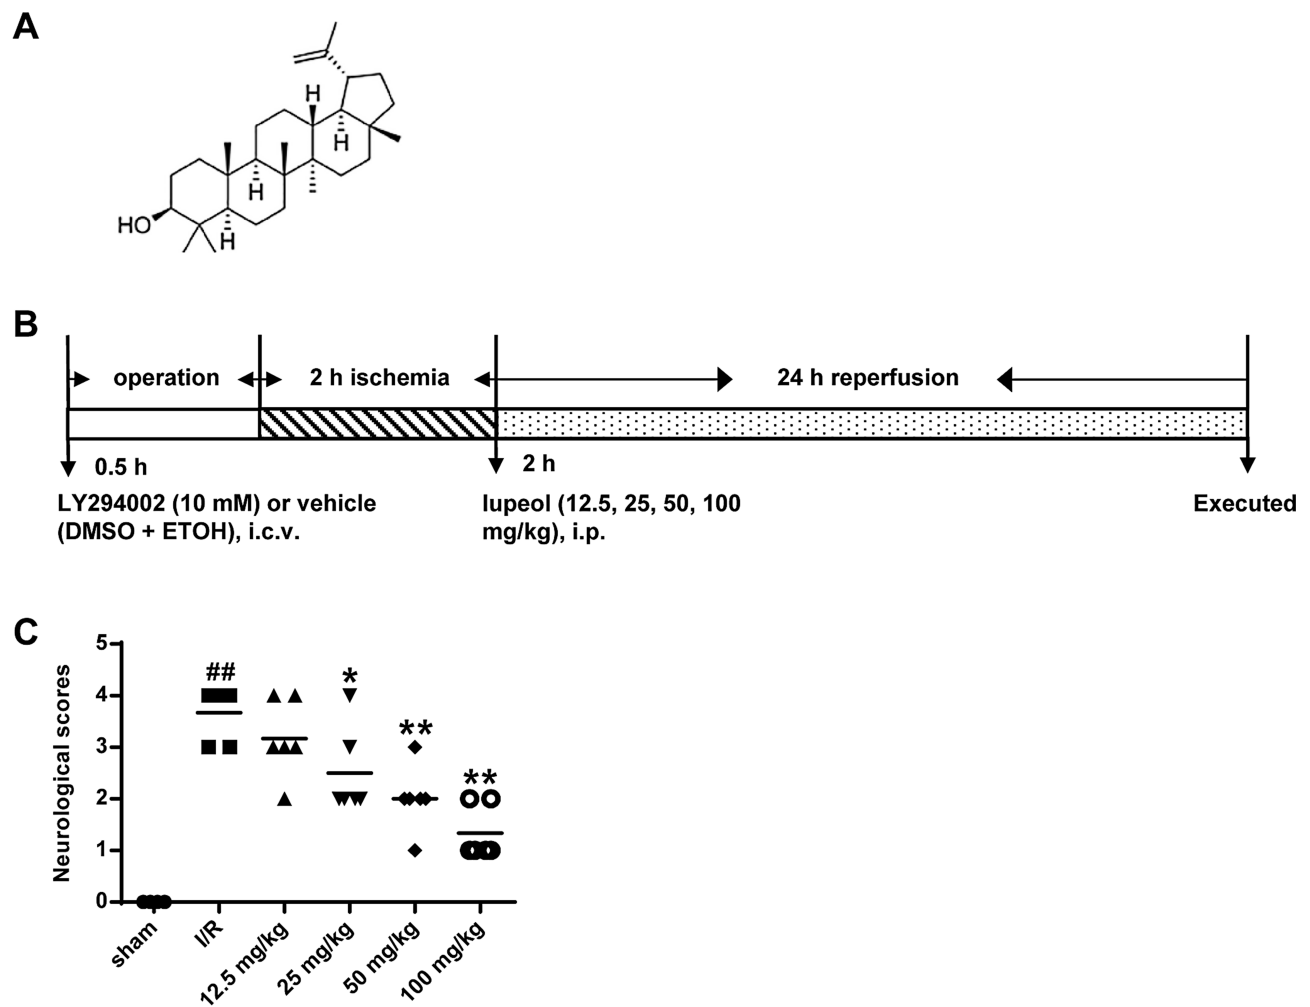 A
H
H
H
HO
H
B
operation
2 h ischemia
24 h reperfusion
0.5 h
2 h
LY294002 (10 mM) or vehicle
(DMSO + ETOH), i.c.v.
lupeol (12.5, 25, 50, 100
mg/kg), i.p.
Executed
C
Neurological scores
5
4
3
2
1
0
##
*
**
**
sham
I/R
12.5 mg/kg
25 mg/kg
50 mg/kg
100 mg/kg